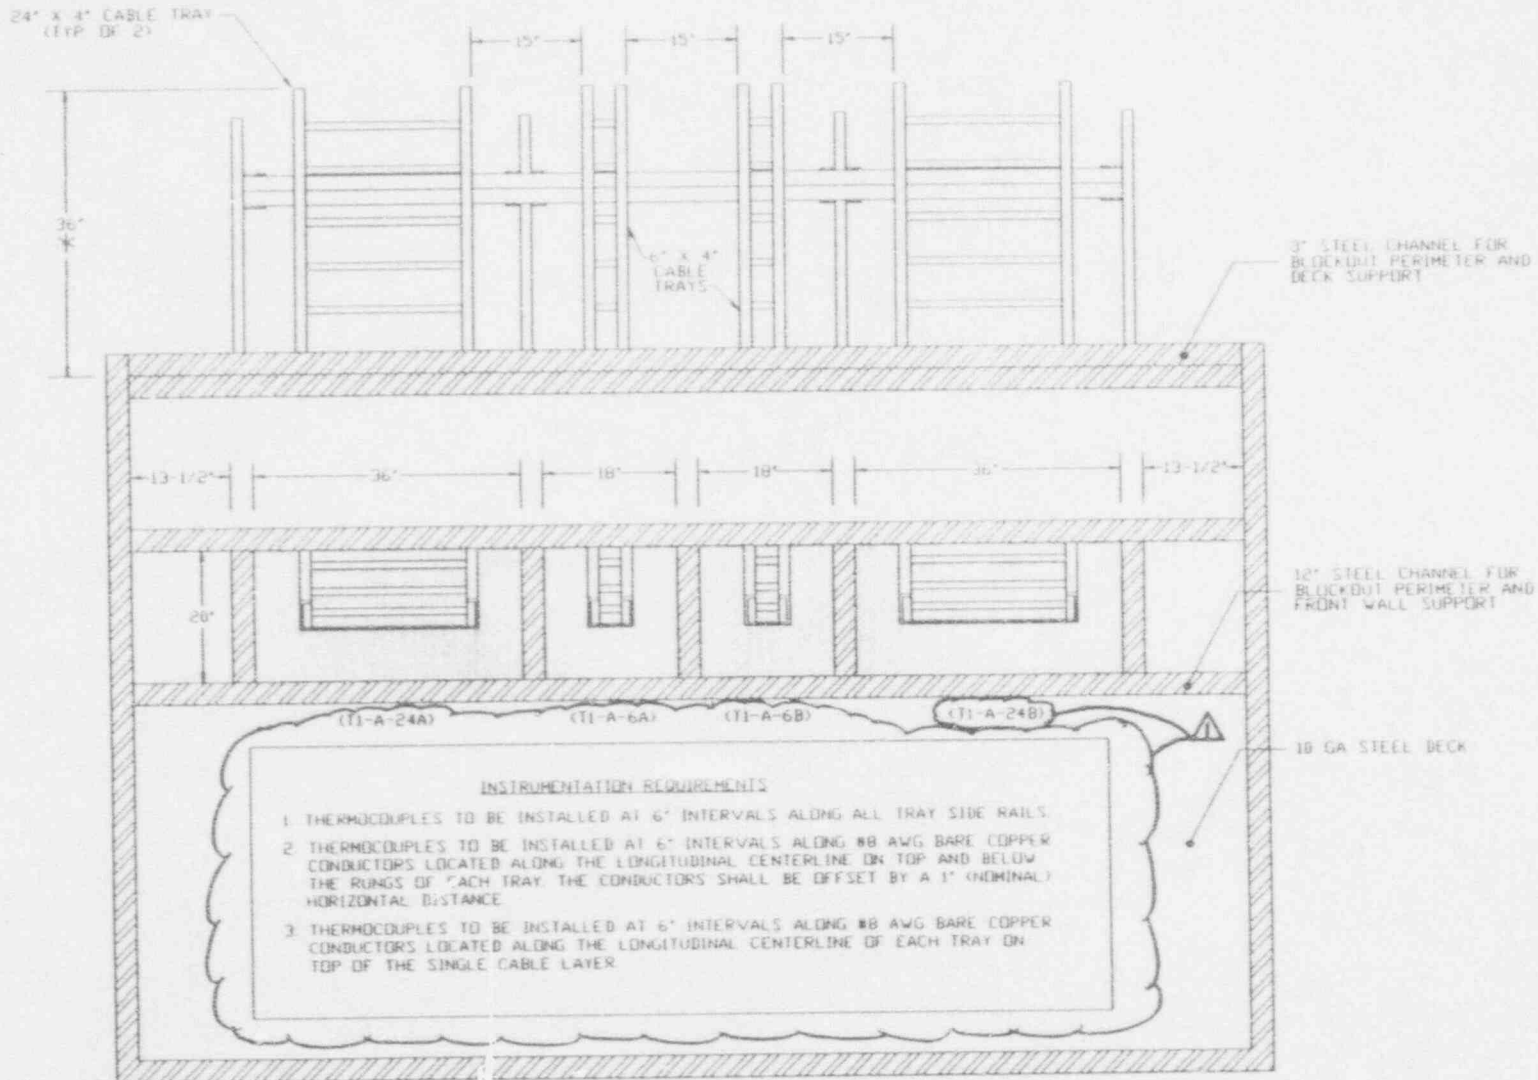 24" X 4" CABLE TRAY
(TYP OF 2)
15"
15"
15"
36"
6" X 4"
CABLE
TRAYS
3" STEEL CHANNEL FOR
BLOCKOUT PERIMETER AND
DECK SUPPORT
13-1/2"
36"
18"
18"
36"
13-1/2"
20"
12" STEEL CHANNEL FOR
BLOCKOUT PERIMETER AND
FRONT WALL SUPPORT
(T1-A-24A)
(T1-A-6A)
(T1-A-6B)
(T1-A-24B)
1
10 GA STEEL DECK
INSTRUMENTATION REQUIREMENTS
1. THERMOCOUPLES TO BE INSTALLED AT 6" INTERVALS ALONG ALL TRAY SIDE RAILS.
2. THERMOCOUPLES TO BE INSTALLED AT 6" INTERVALS ALONG #8 AWG BARE COPPER
CONDUCTORS LOCATED ALONG THE LONGITUDINAL CENTERLINE ON TOP AND BELOW
THE RUNGS OF EACH TRAY. THE CONDUCTORS SHALL BE OFFSET BY A 1" (NOMINAL)
HORIZONTAL DISTANCE
3. THERMOCOUPLES TO BE INSTALLED AT 6" INTERVALS ALONG #8 AWG BARE COPPER
CONDUCTORS LOCATED ALONG THE LONGITUDINAL CENTERLINE OF EACH TRAY ON
TOP OF THE SINGLE CABLE LAYER.